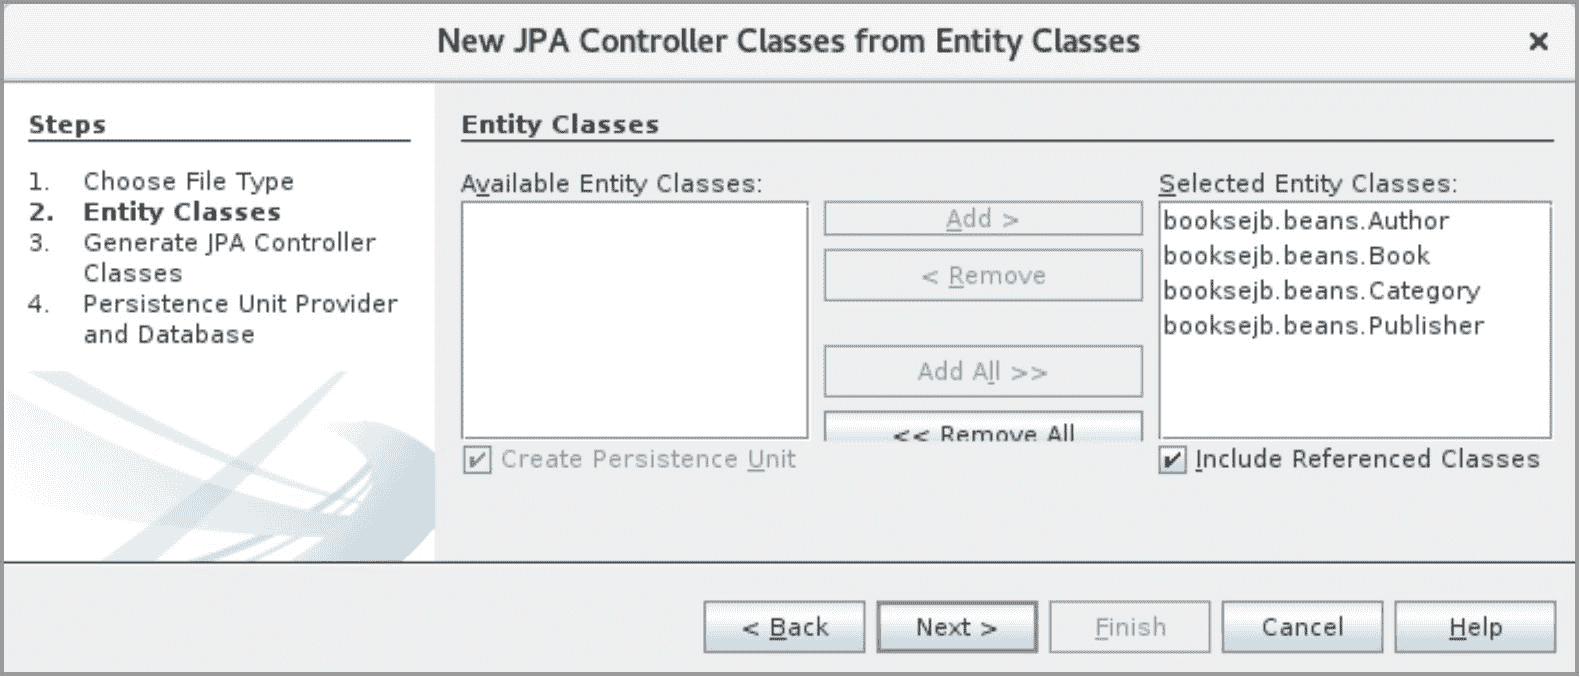 New JPA Controller Classes from Entity Classes
Steps
1. Choose File Type
2. Entity Classes
3. Generate JPA Controller
Classes
4. Persistence Unit Provider
and Database
Entity Classes
Available Entity Classes:
Add >
< Remove
Add All >>
<< Remove All
Selected Entity Classes:
booksejb.beans.Author
booksejb.beans.Book
booksejb.beans.Category
booksejb.beans.Publisher
Create Persistence Unit
Include Referenced Classes
< Back
Next >
Finish
Cancel
Help